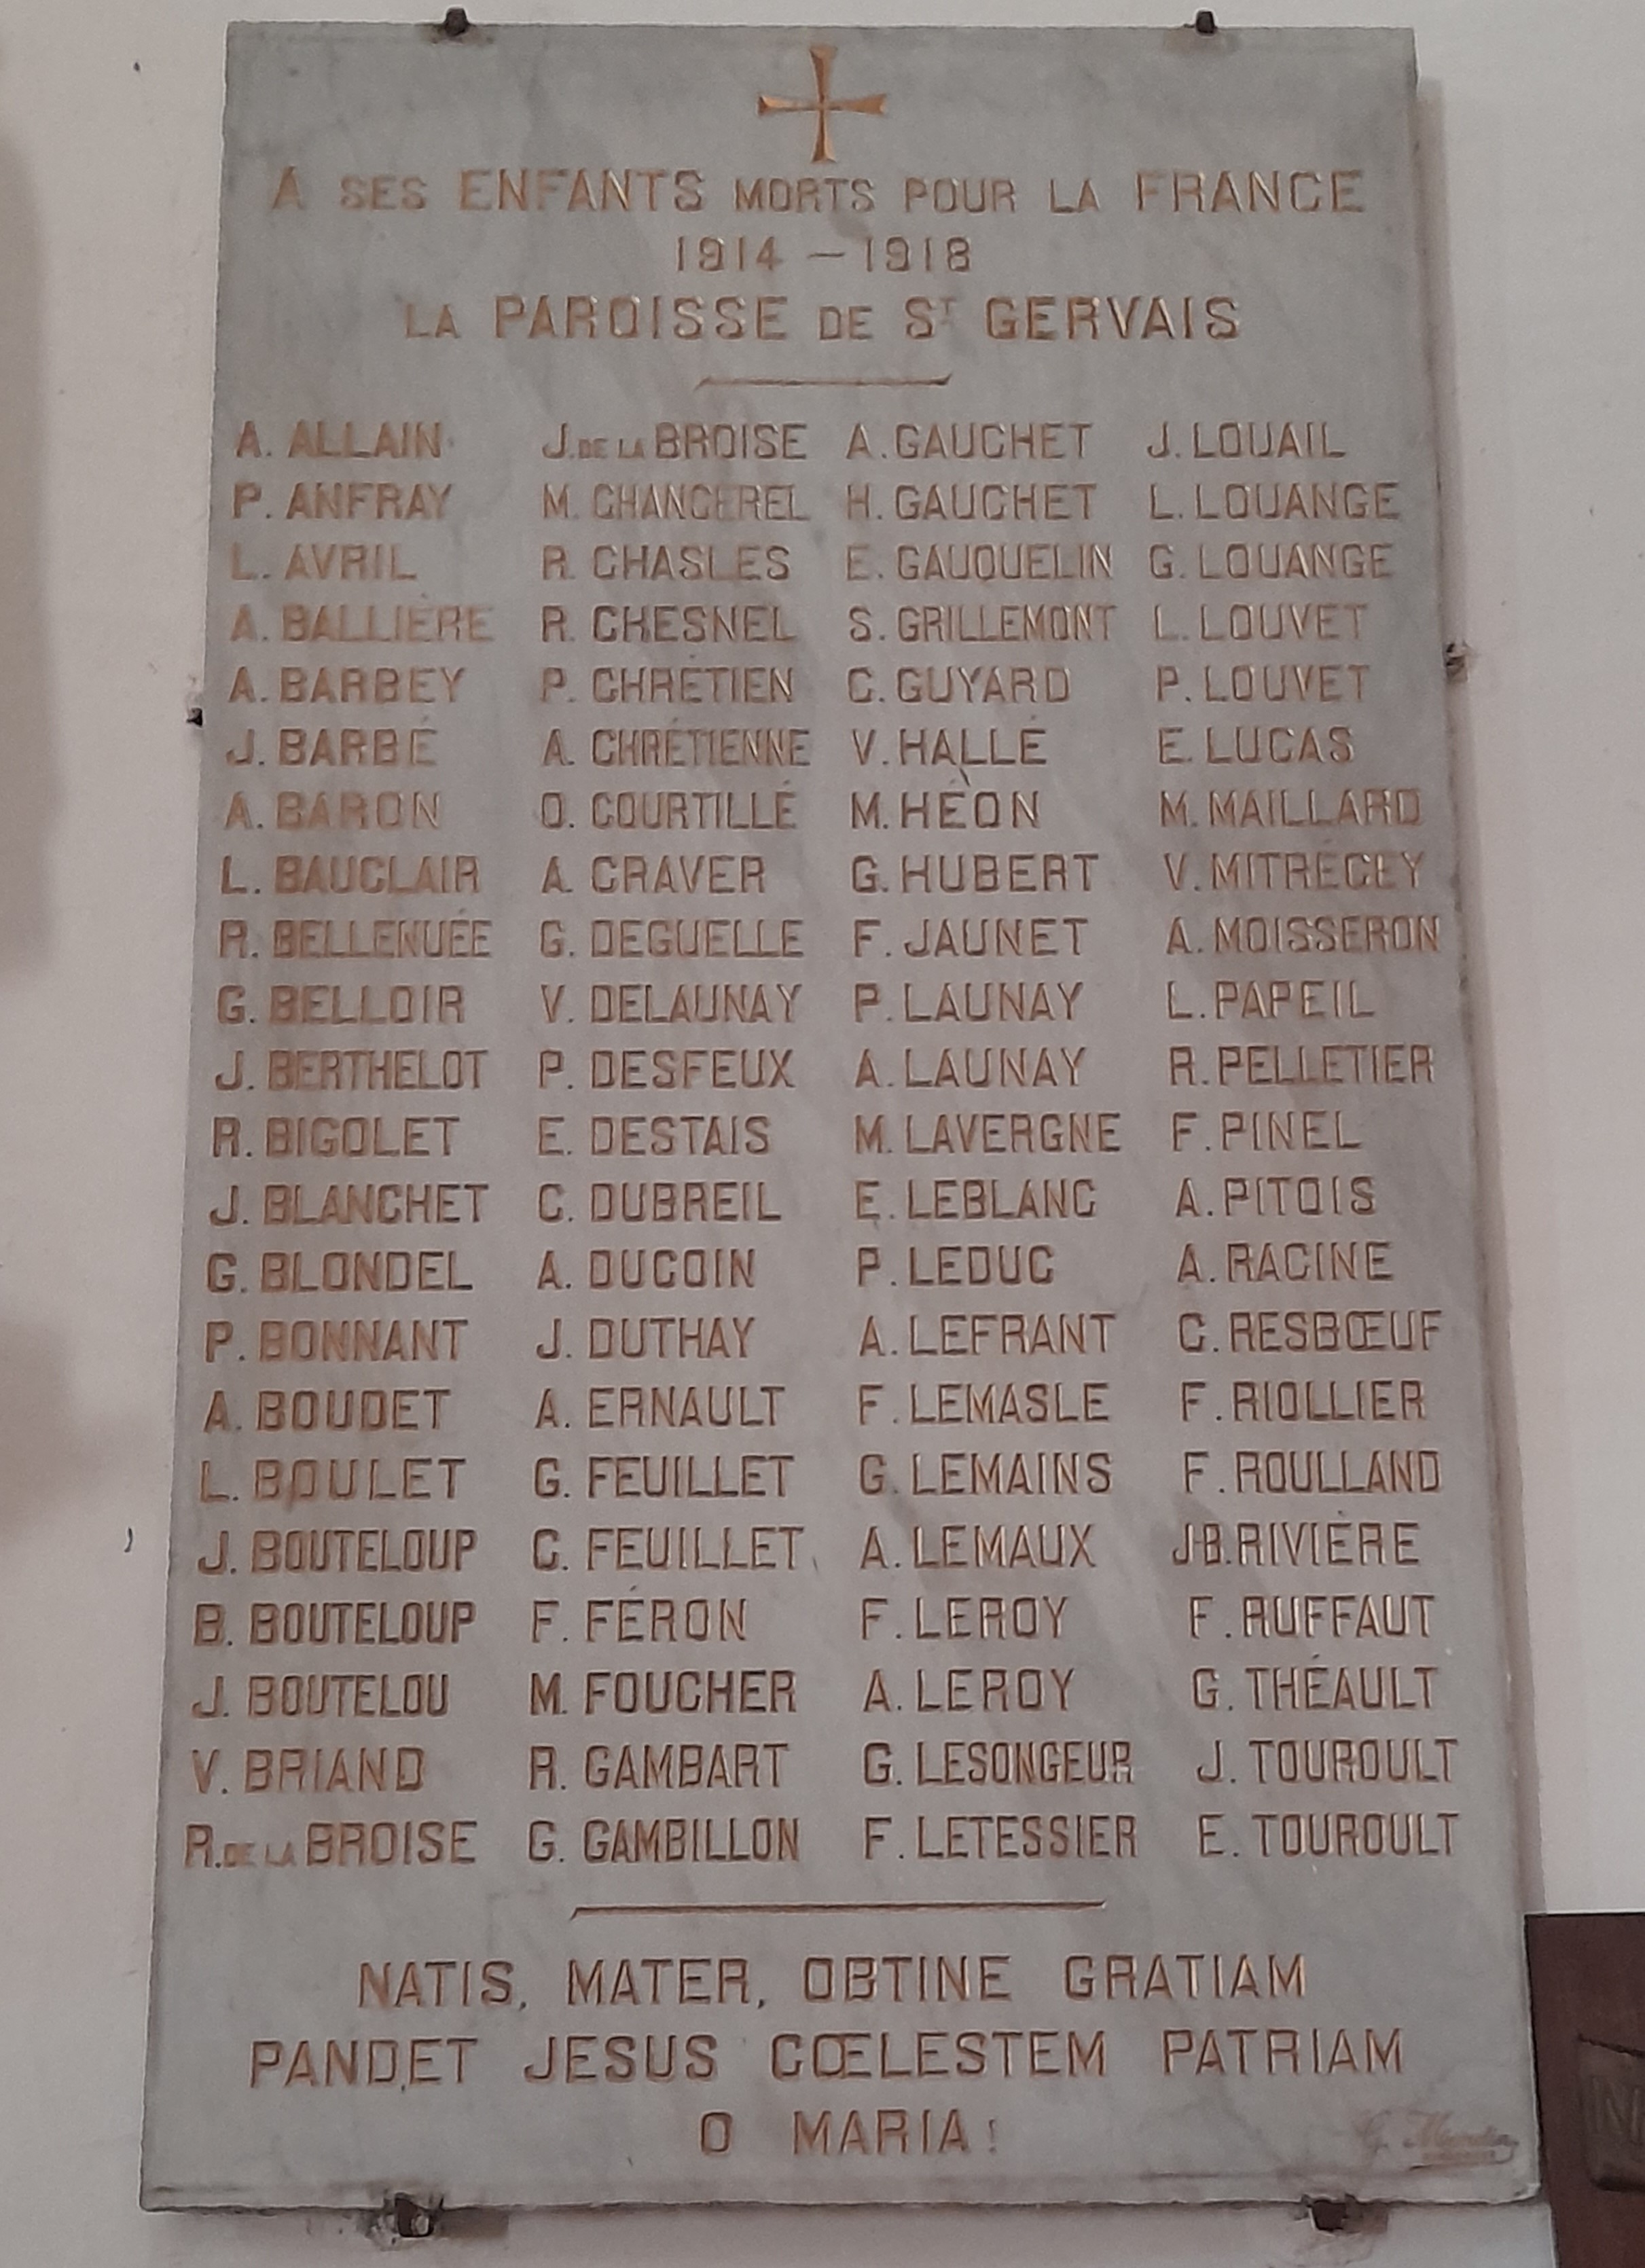 A SES ENFANTS MORTS POUR LA FRANCE
1914 – 1918
LA PAROISSE DE ST GERVAIS
A. ALLAIN
P. ANFRAY
L. AVRIL
A. BALLIÈRE
A. BARBEY
J. BARBÉ
A. BARON
L. BAUCLAIR
R. BELLENUÉE
G. BELLOIR
J. BERTHELOT
R. BIGOLET
J. BLANCHET
G. BLONDEL
P. BONNANT
A. BOUDET
L. BOULET
J. BOUTELOUP
B. BOUTELOUP
J. BOUTELOU
V. BRIAND
R. DE LA BROISE
J. DE LA BROISE
M. CHANCEREL
R. CHASLES
R. CHESNEL
P. CHRÉTIEN
A. CHRÉTIENNE
O. COURTILLÉ
A. CRAVER
G. DEGUELLE
V. DELAUNAY
P. DESFEUX
E. DESTAIS
C. DUBREIL
A. DUCOIN
J. DUTHAY
A. ERNAULT
G. FEUILLET
C. FEUILLET
F. FÉRON
M. FOUCHER
R. GAMBART
G. GAMBILLON
A. GAUCHET
H. GAUCHET
E. GAUQUELIN
S. GRILLEMONT
C. GUYARD
V. HALLÉ
M. HÉON
G. HUBERT
F. JAUNET
P. LAUNAY
A. LAUNAY
M. LAVERGNE
E. LEBLANC
P. LEDUC
A. LEFRANT
F. LEMASLE
G. LEMAINS
A. LEMAUX
F. LEROY
A. LEROY
G. LESONGEUR
F. LETESSIER
J. LOUAIL
L. LOUANGE
G. LOUANGE
L. LOUVET
P. LOUVET
E. LUCAS
M. MAILLARD
V. MITRECEY
A. MOISSERON
L. PAPEIL
R. PELLETIER
F. PINEL
A. PITOIS
A. RACINE
C. RESBŒUF
F. RIOLLIER
F. ROULLAND
J-B. RIVIÈRE
F. RUFFAUT
G. THÉAULT
J. TOUROULT
E. TOUROULT
NATIS, MATER, OBTINE GRATIAM
PANDET JESUS CŒLESTEM PATRIAM
O MARIA!
G.